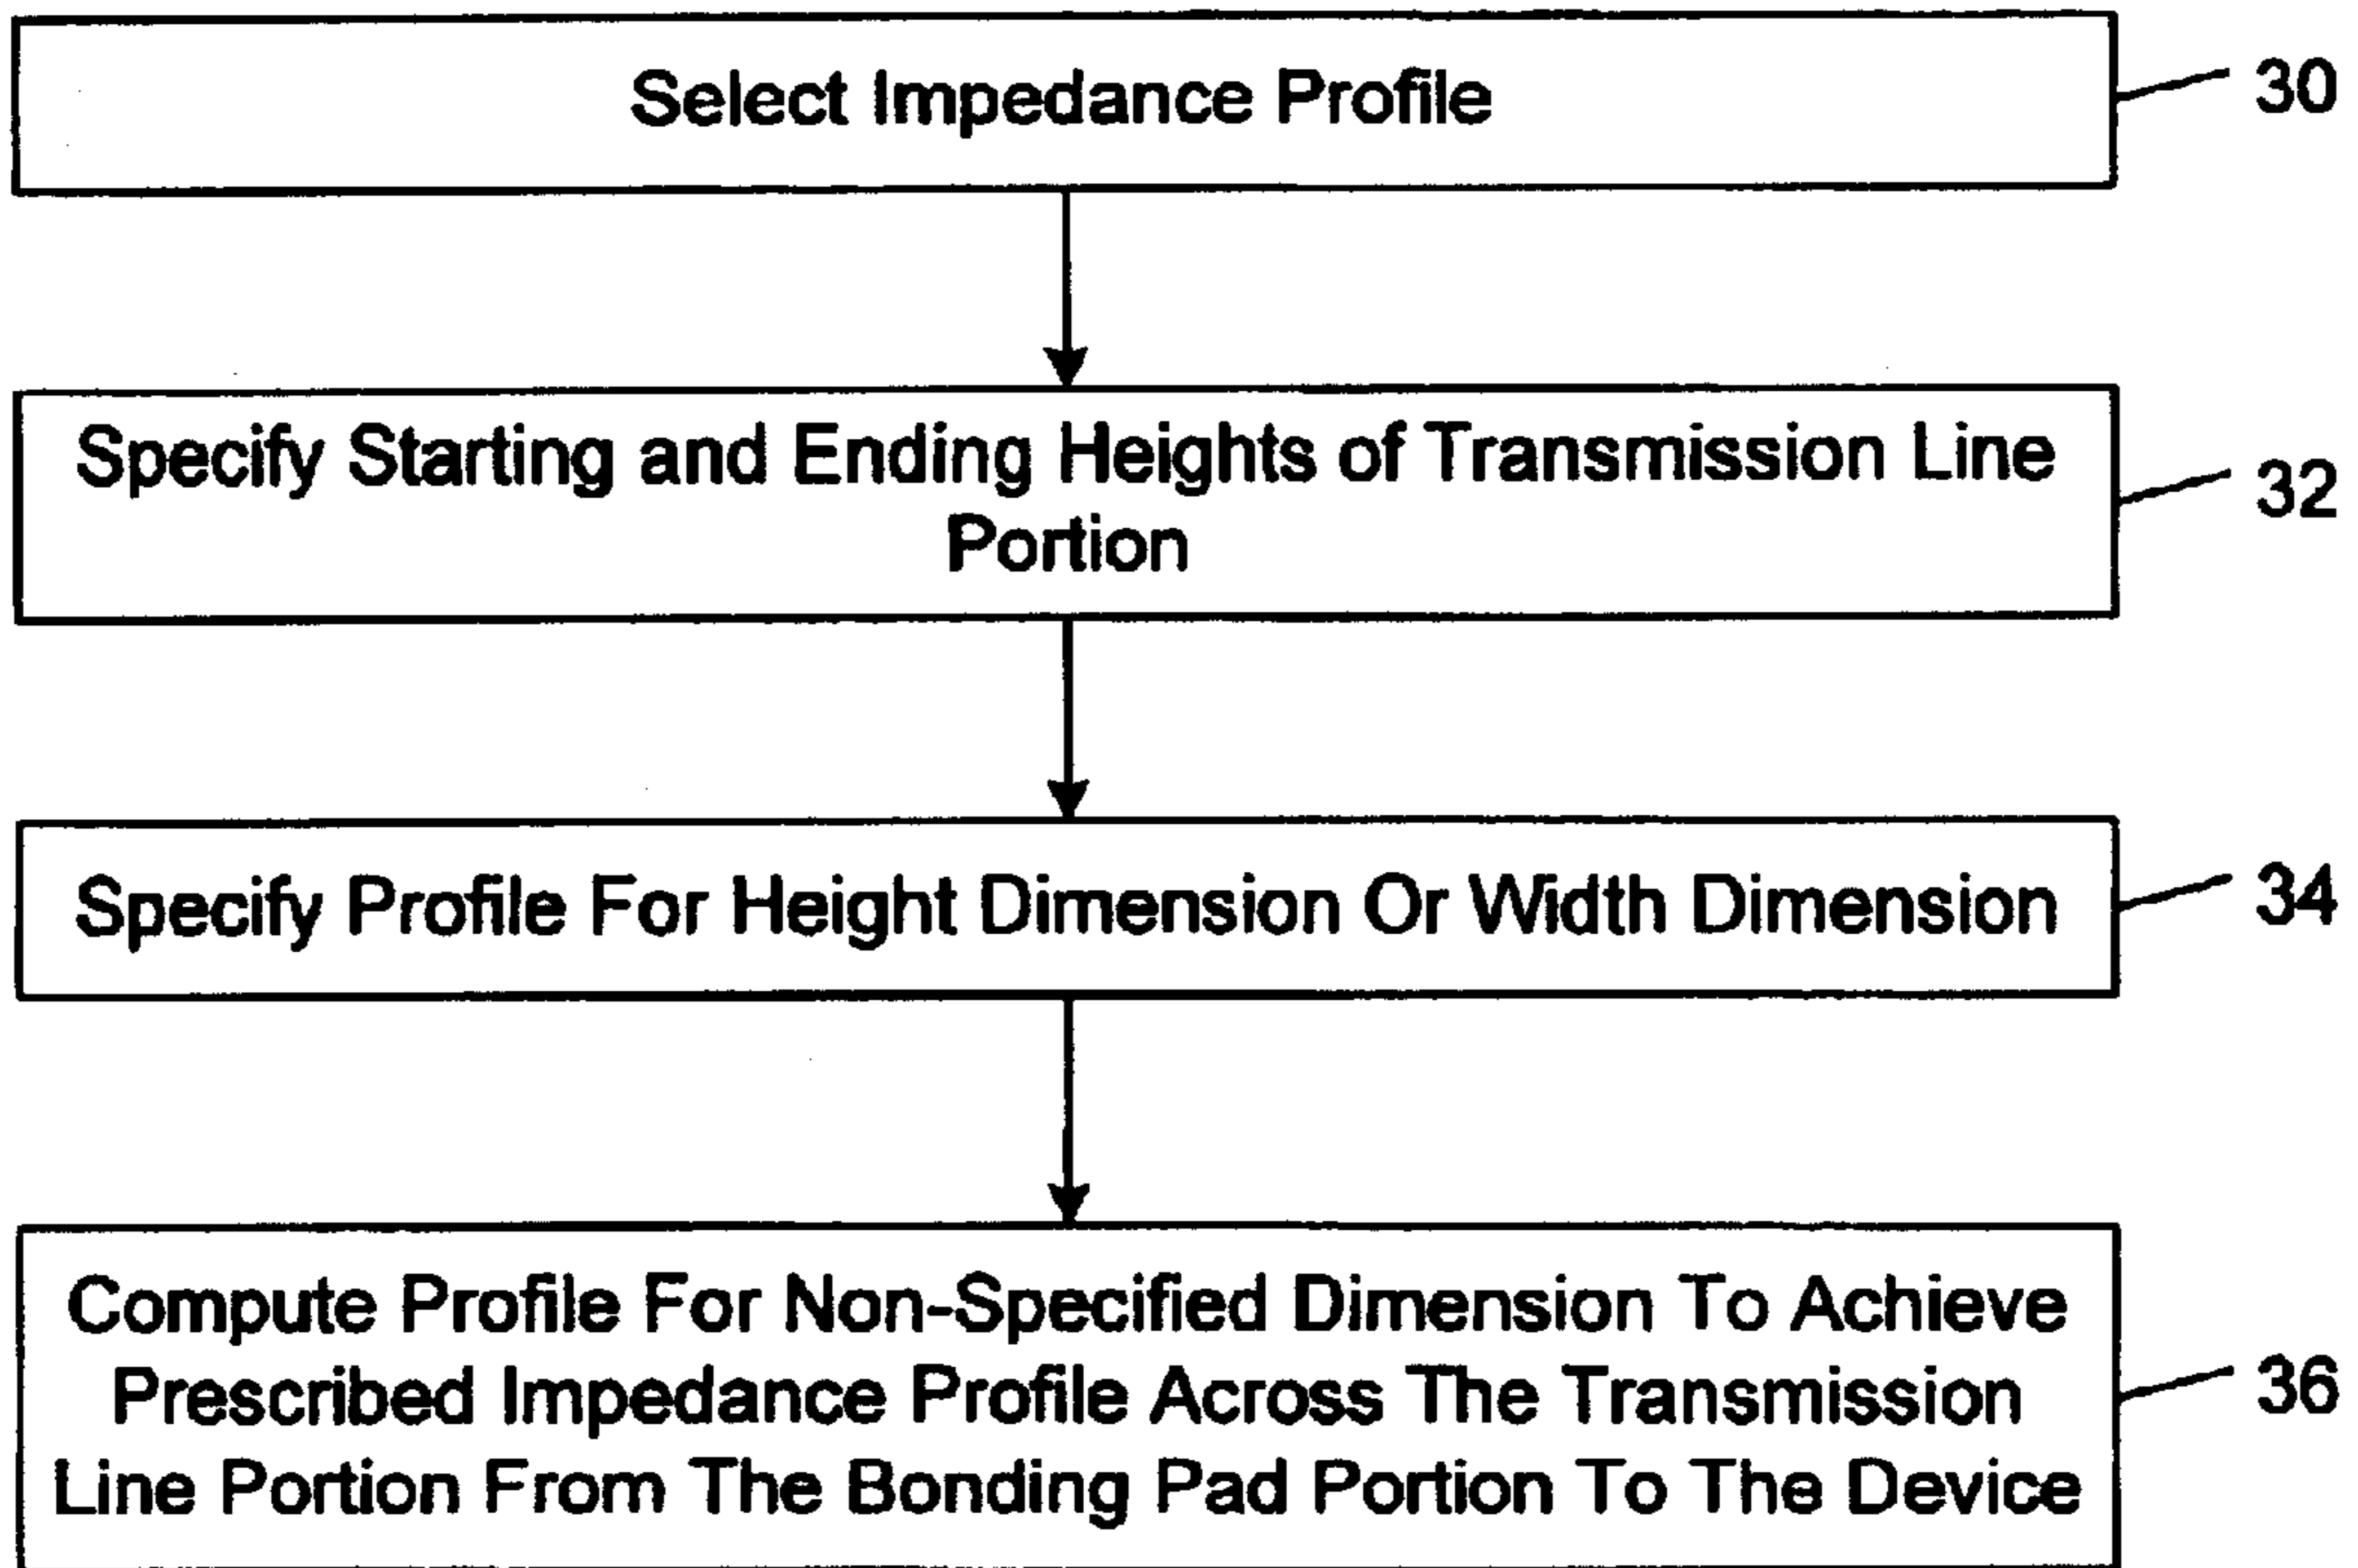 Select Impedance Profile
30
Specify Starting and Ending Heights of Transmission Line
Portion
32
Specify Profile For Height Dimension Or Width Dimension
34
Compute Profile For Non-Specified Dimension To Achieve
Prescribed Impedance Profile Across The Transmission
Line Portion From The Bonding Pad Portion To The Device
36